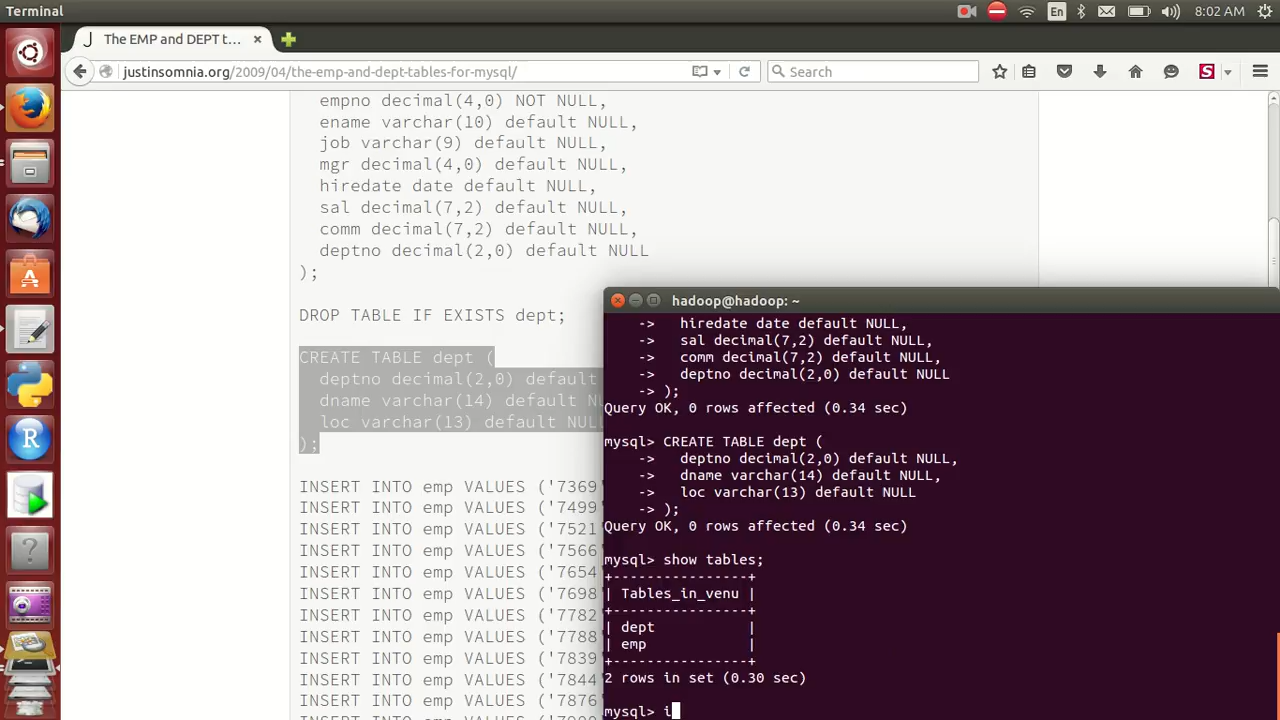 Terminal
En
8:02 AM
The EMP and DEPT t...
justinsomnia.org/2009/04/the-emp-and-dept-tables-for-mysql/
Search
S
empno decimal(4,0) NOT NULL,
ename varchar(10) default NULL,
job varchar(9) default NULL,
mgr decimal(4,0) default NULL,
hiredate date default NULL,
sal decimal(7,2) default NULL,
comm decimal(7,2) default NULL,
deptno decimal(2,0) default NULL
);
DROP TABLE IF EXISTS dept;
CREATE TABLE dept (
deptno decimal(2,0) default
dname varchar(14) default NU
loc varchar(13) default NULL
);
INSERT INTO emp VALUES ('7369'
INSERT INTO emp VALUES ('7499'
INSERT INTO emp VALUES ('7521'
INSERT INTO emp VALUES ('7566'
INSERT INTO emp VALUES ('7654'
INSERT INTO emp VALUES ('7698'
INSERT INTO emp VALUES ('7782'
INSERT INTO emp VALUES ('7788'
INSERT INTO emp VALUES ('7839'
INSERT INTO emp VALUES ('7844'
INSERT INTO emp VALUES ('7876'
INSERT INTO emp VALUES
hadoop@hadoop: ~
-> hiredate date default NULL,
-> sal decimal(7,2) default NULL,
-> comm decimal(7,2) default NULL,
-> deptno decimal(2,0) default NULL
-> );
Query OK, 0 rows affected (0.34 sec)
mysql> CREATE TABLE dept (
-> deptno decimal(2,0) default NULL,
-> dname varchar(14) default NULL,
-> loc varchar(13) default NULL
-> );
Query OK, 0 rows affected (0.34 sec)
mysql> show tables;
+----------------+
| Tables_in_venu |
+----------------+
| dept |
| emp |
+----------------+
2 rows in set (0.30 sec)
mysql> i